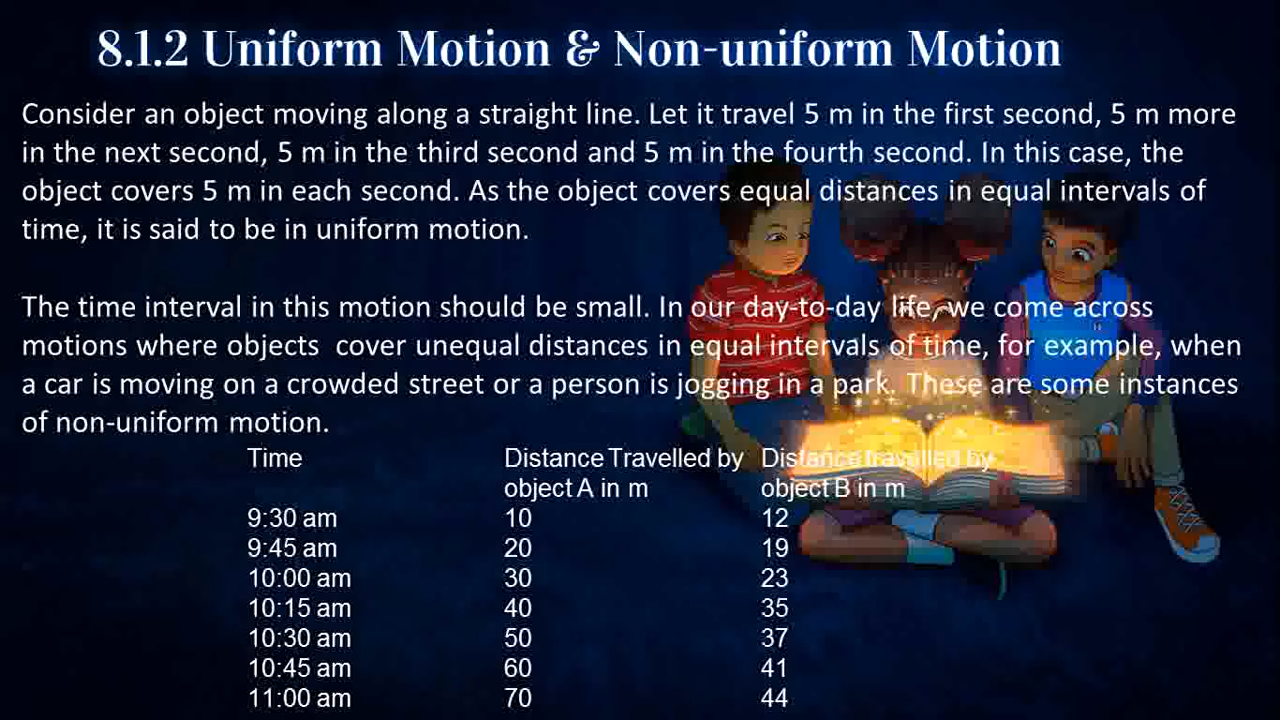 8.1.2 Uniform Motion & Non-uniform Motion
Consider an object moving along a straight line. Let it travel 5 m in the first second, 5 m more
in the next second, 5 m in the third second and 5 m in the fourth second. In this case, the
object covers 5 m in each second. As the object covers equal distances in equal intervals of
time, it is said to be in uniform motion.
The time interval in this motion should be small. In our day-to-day life, we come across
motions where objects cover unequal distances in equal intervals of time, for example, when
a car is moving on a crowded street or a person is jogging in a park. These are some instances
of non-uniform motion.
Time Distance Travelled by Distance travelled by
object A in m object B in m
9:30 am 10 12
9:45 am 20 19
10:00 am 30 23
10:15 am 40 35
10:30 am 50 37
10:45 am 60 41
11:00 am 70 44